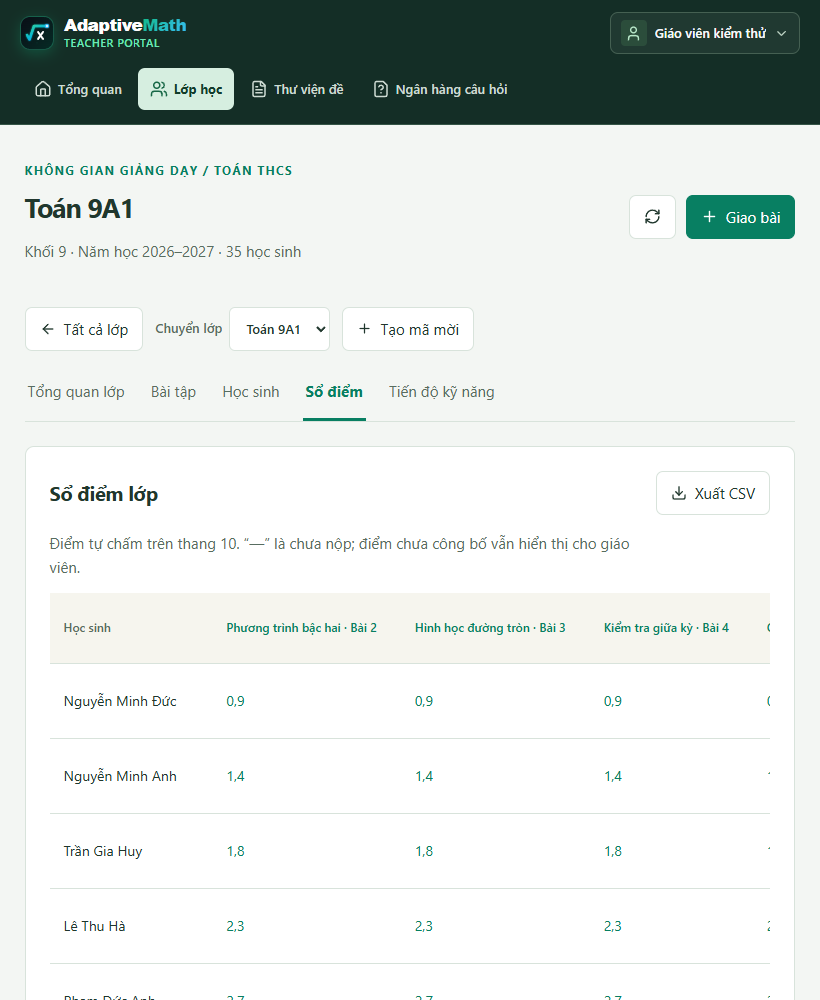 AdaptiveMath
TEACHER PORTAL
Giáo viên kiểm thử
Tổng quan
Lớp học
Thư viện đề
Ngân hàng câu hỏi
KHÔNG GIAN GIẢNG DẠY / TOÁN THCS
Toán 9A1
Khối 9 · Năm học 2026–2027 · 35 học sinh
+ Giao bài
← Tất cả lớp
Chuyển lớp
Toán 9A1
+ Tạo mã mời
Tổng quan lớp
Bài tập
Học sinh
Sổ điểm
Tiến độ kỹ năng
Sổ điểm lớp
Xuất CSV
Điểm tự chấm trên thang 10. “—” là chưa nộp; điểm chưa công bố vẫn hiển thị cho giáo
viên.
Học sinh Phương trình bậc hai · Bài 2 Hình học đường tròn · Bài 3 Kiểm tra giữa kỳ · Bài 4
Nguyễn Minh Đức 0,9 0,9 0,9
Nguyễn Minh Anh 1,4 1,4 1,4
Trần Gia Huy 1,8 1,8 1,8
Lê Thu Hà 2,3 2,3 2,3